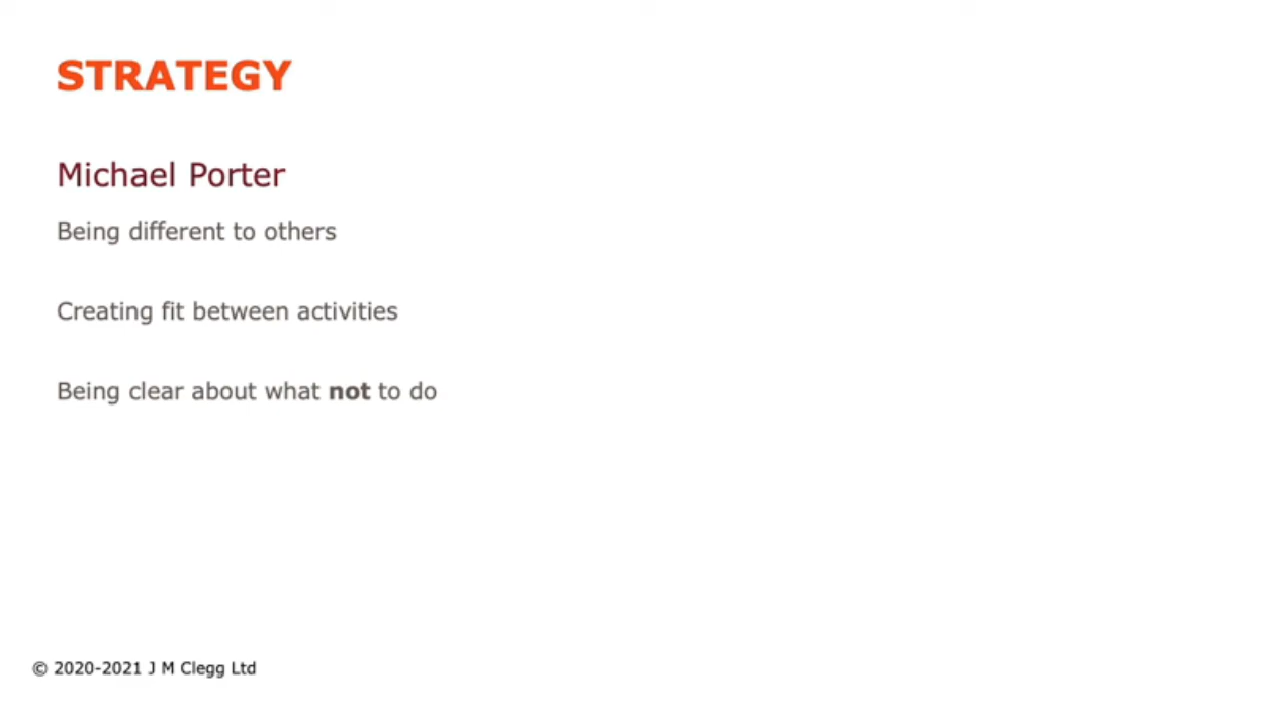 STRATEGY
Michael Porter
Being different to others
Creating fit between activities
Being clear about what not to do
© 2020-2021 J M Clegg Ltd